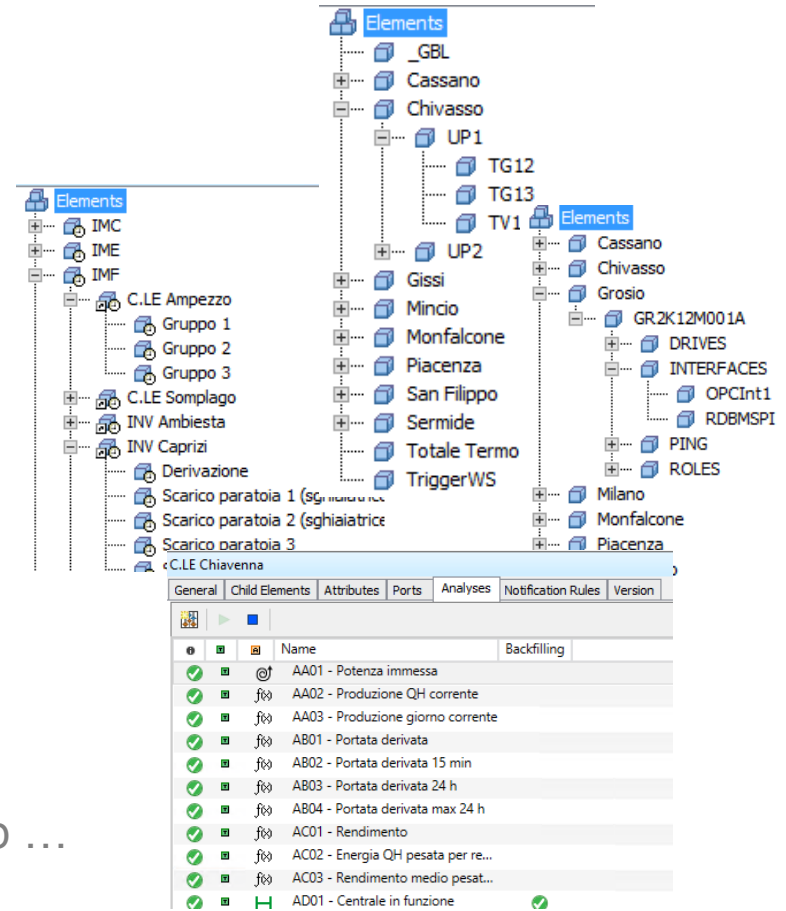 Elements
_GBL
Cassano
Chivasso
UP1
TG12
TG13
TV1
UP2
Gissi
Mincio
Monfalcone
Piacenza
San Filippo
Sermide
Totale Termo
TriggerWS
Elements
IMC
IME
IMF
C.LE Ampezzo
Gruppo 1
Gruppo 2
Gruppo 3
C.LE Somplago
INV Ambiesta
INV Caprizi
Derivazione
Scarico paratoia 1 (sghiaiatrice
Scarico paratoia 2 (sghiaiatrice
Scarico paratoia 3
Elements
Cassano
Chivasso
Grosio
GR2K12M001A
DRIVES
INTERFACES
OPCInt1
RDBMSPI
PING
ROLES
Milano
Monfalcone
Piacenza
C.LE Chiavenna
General Child Elements Attributes Ports Analyses Notification Rules Version
Name Backfilling
AA01 - Potenza immessa
f(x) AA02 - Produzione QH corrente
f(x) AA03 - Produzione giorno corrente
f(x) AB01 - Portata derivata
f(x) AB02 - Portata derivata 15 min
f(x) AB03 - Portata derivata 24 h
f(x) AB04 - Portata derivata max 24 h
f(x) AC01 - Rendimento
f(x) AC02 - Energia QH pesata per re...
f(x) AC03 - Rendimento medio pesat...
AD01 - Centrale in funzione
...